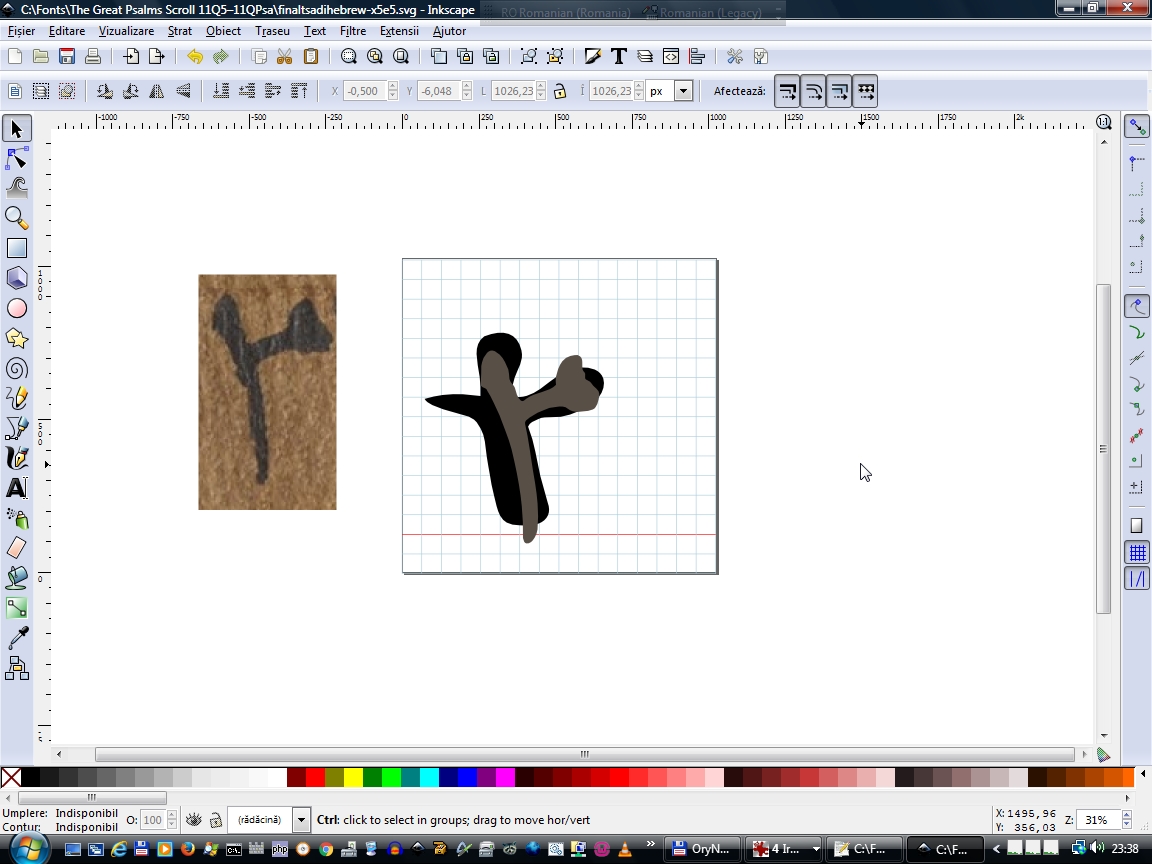 C:\Fonts\The Great Psalms Scroll 11Q5–11QPsa\finaltsadihebrew-x5e5.svg - Inkscape
RO Romanian (Romania) Romanian (Legacy)
Fișier Editare Vizualizare Strat Obiect Traseu Text Filtre Extensii Ajutor
X -0,500 Y -6,048 L 1026,23 Î 1026,23 px Afectează:
-1000 -750 -500 -250 0 250 500 750 1000 1250 1500 1750 2k
1000
500
0
ץ
Umplere: Indisponibil O: 100 (rădăcină) Ctrl: click to select in groups; drag to move hor/vert X: 1495,96 Z: 31%
Contur: Indisponibil Y: 356,03
php OryN... 4 Ir... C:\F... C:\F... 23:38